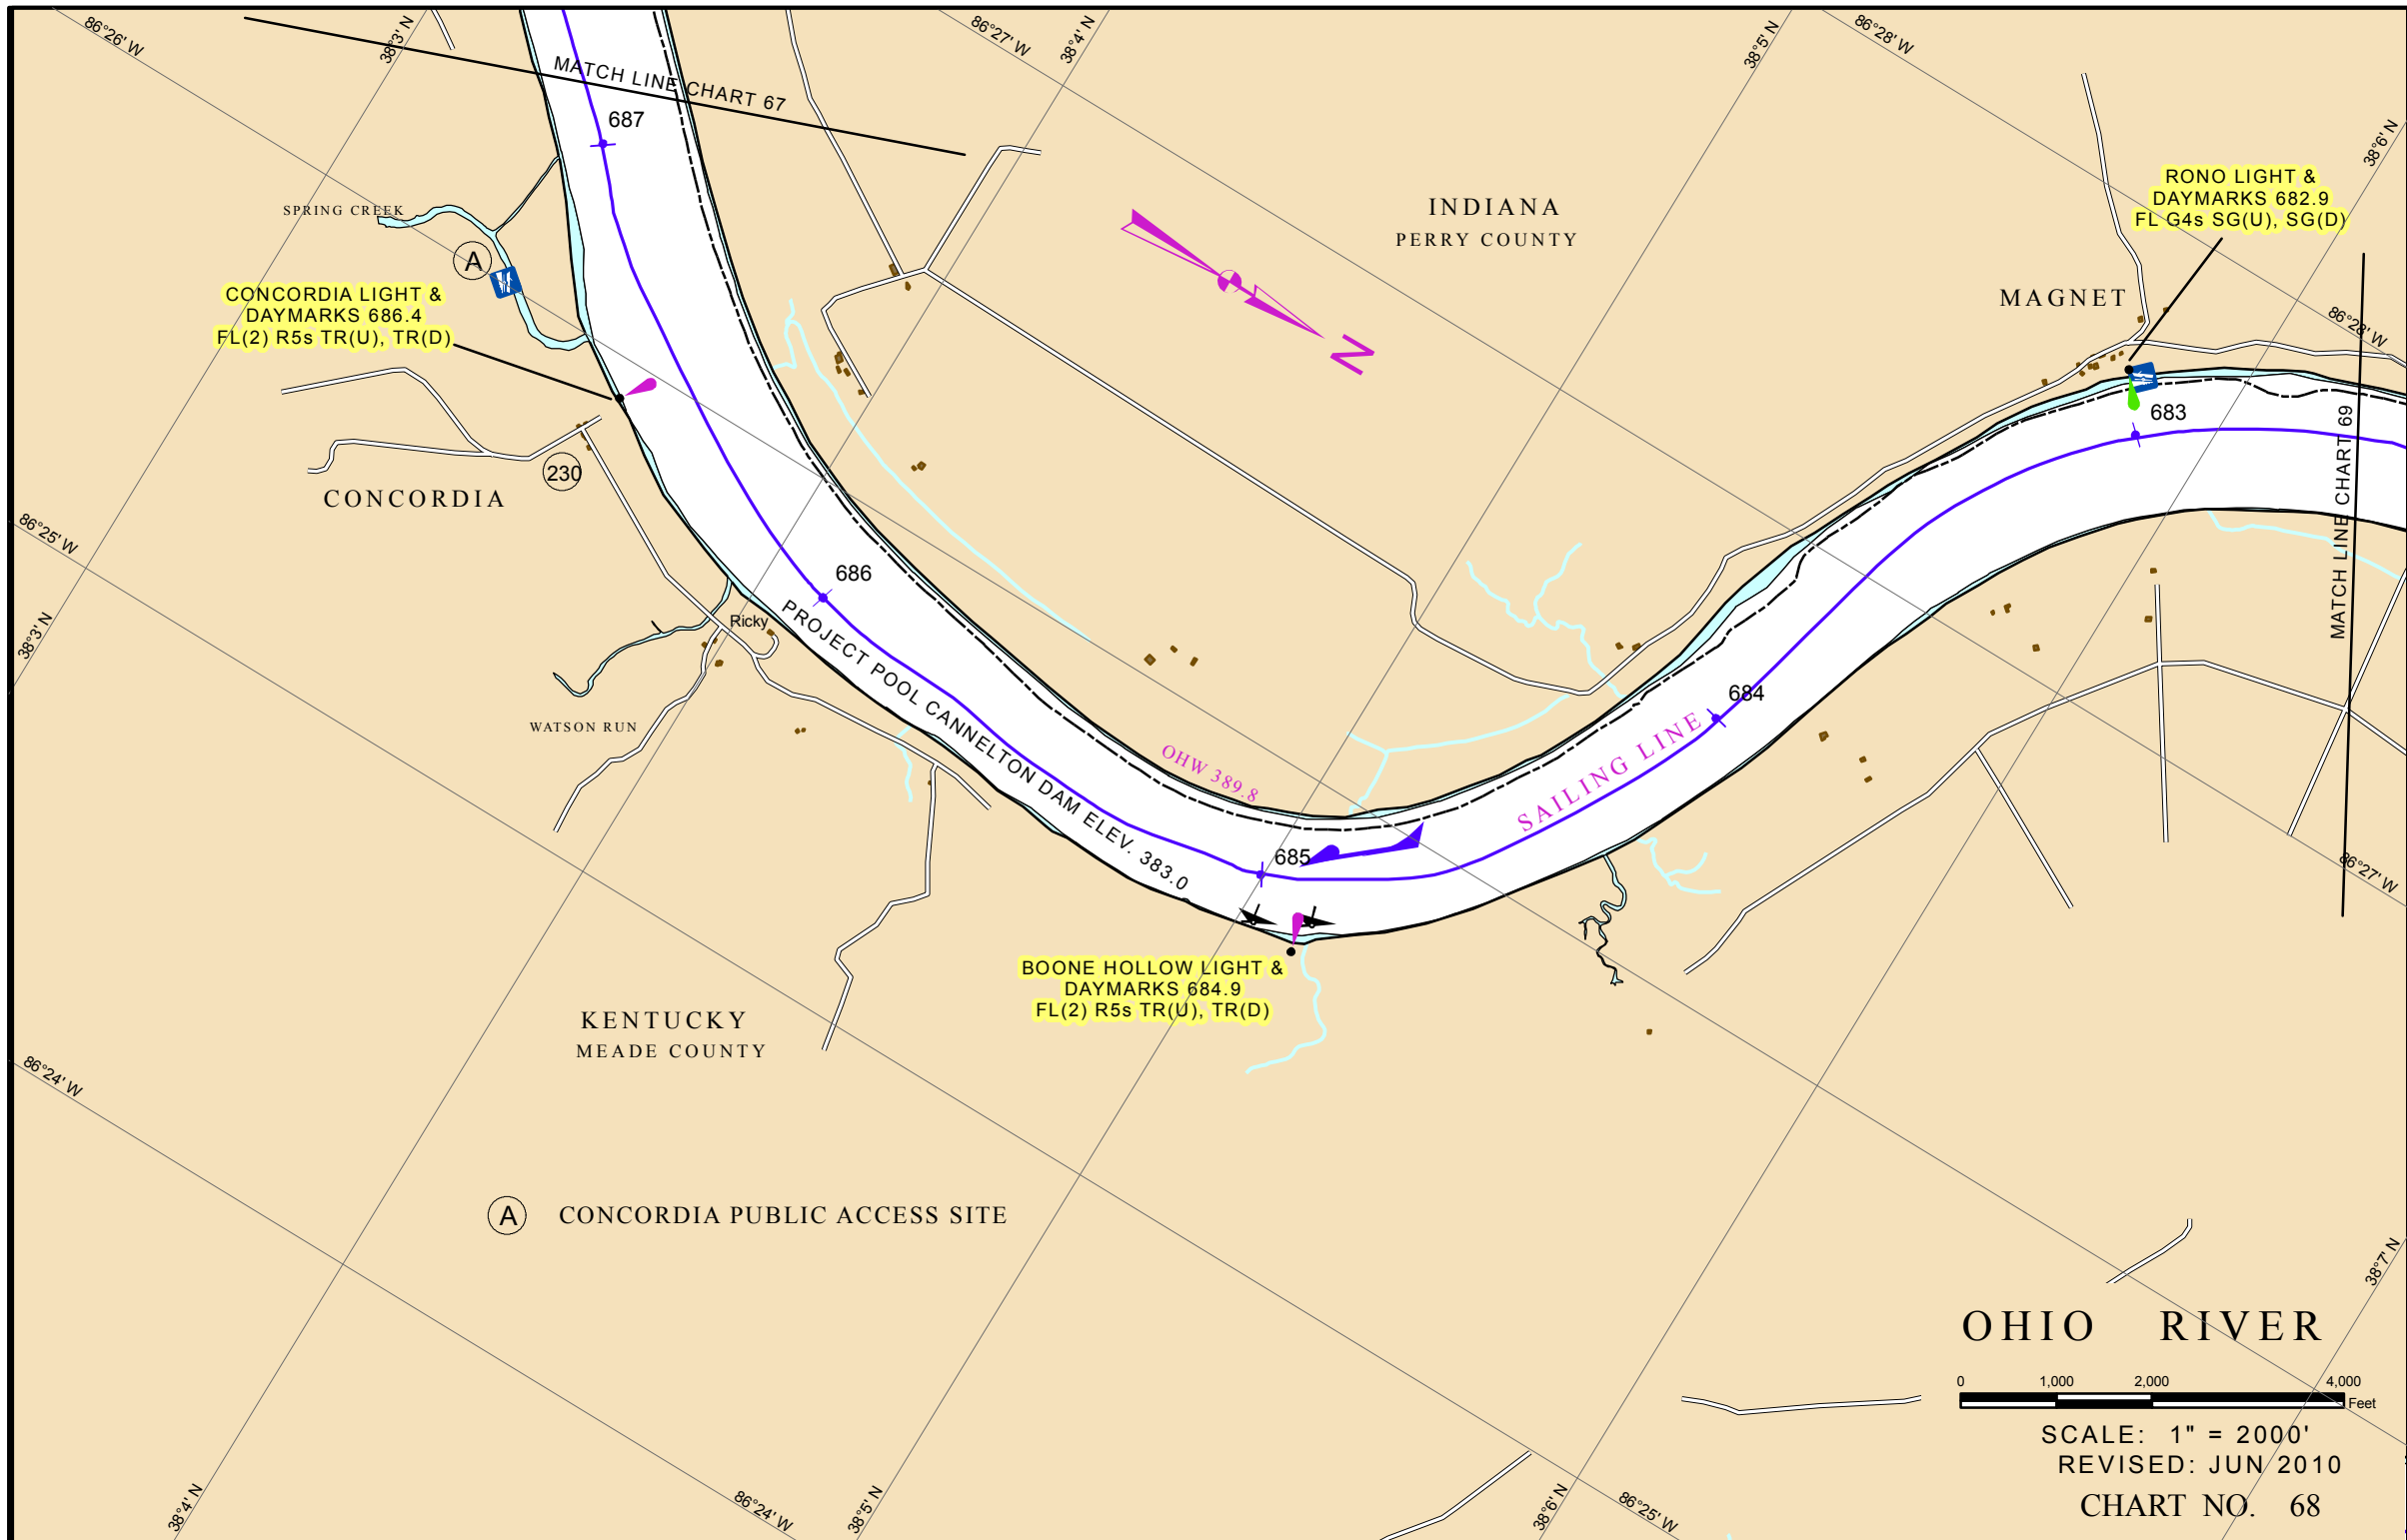 86°26' W
38°3' N
86°27' W
38°4' N
38°5' N
86°28' W
38°6' N
MATCH LINE CHART 67
687
SPRING CREEK
A
CONCORDIA LIGHT &
DAYMARKS 686.4
FL(2) R5s TR(U), TR(D)
INDIANA
PERRY COUNTY
N
RONO LIGHT &
DAYMARKS 682.9
FL G4s SG(U), SG(D)
MAGNET
86°28' W
683
MATCH LINE CHART 69
230
CONCORDIA
86°25' W
38°3' N
686
Ricky
WATSON RUN
PROJECT POOL CANNELTON DAM ELEV. 383.0
OHW 389.8
684
SAILING LINE
685
86°27' W
BOONE HOLLOW LIGHT &
DAYMARKS 684.9
FL(2) R5s TR(U), TR(D)
KENTUCKY
MEADE COUNTY
86°24' W
A CONCORDIA PUBLIC ACCESS SITE
38°7' N
OHIO RIVER
0 1,000 2,000 4,000
Feet
SCALE: 1" = 2000'
REVISED: JUN 2010
CHART NO. 68
38°4' N
86°24' W
38°5' N
38°6' N
86°25' W